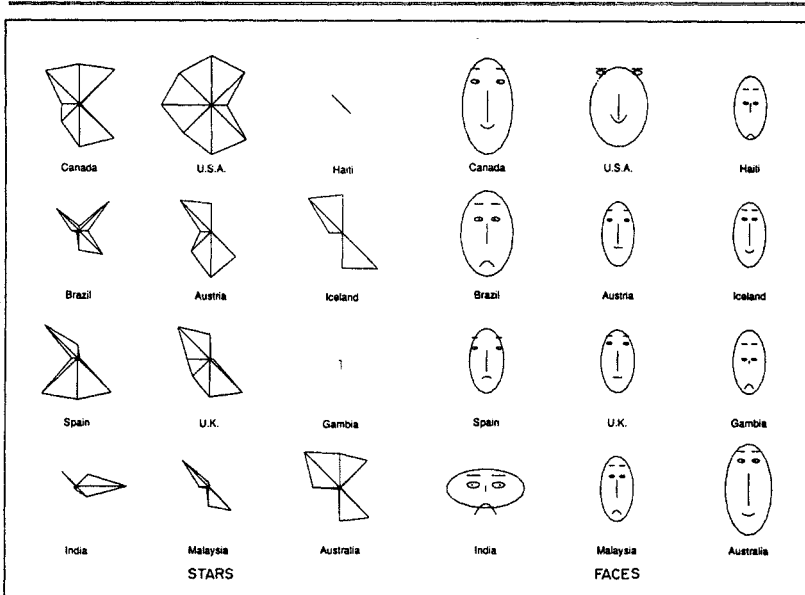 Canada U.S.A. Haiti Canada U.S.A. Haiti
Brazil Austria Iceland Brazil Austria Iceland
Spain U.K. Gambia Spain U.K. Gambia
India Malaysia Australia India Malaysia Australia
STARS FACES